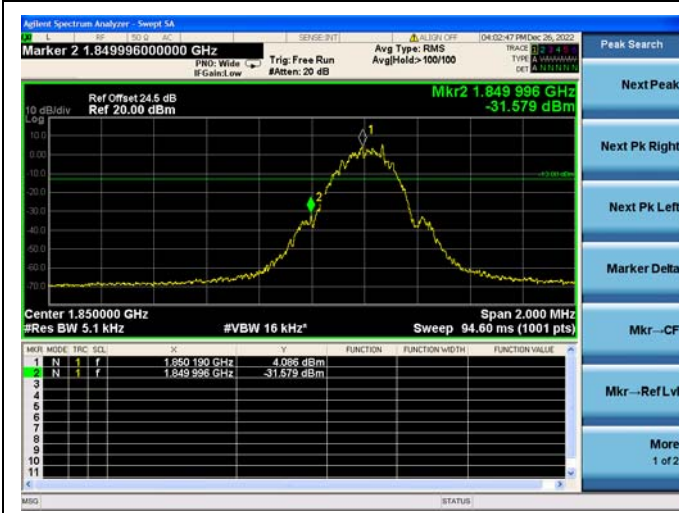 Agilent Spectrum Analyzer - Swept SA
L RF 50 Ω AC SENSE:INT ALIGN OFF 04:02:47 PM Dec 26, 2022
Marker 2 1.849996000000 GHz
PNO: Wide Trig: Free Run
IFGain:Low #Atten: 20 dB
Avg Type: RMS
Avg|Hold:>100/100
TRACE 1 2 3 4 5 6
TYPE A
DET A N N N N N
Peak Search
Ref Offset 24.5 dB
10 dB/div Ref 20.00 dBm
Log
Mkr2 1.849 996 GHz
-31.579 dBm
10.0
0.00
-10.0
-20.0
-30.0
-40.0
-50.0
-60.0
-70.0
1
2
-13.00 dBm
Center 1.850000 GHz Span 2.000 MHz
#Res BW 5.1 kHz #VBW 16 kHz* Sweep 94.60 ms (1001 pts)
MKR MODE TRC SCL X Y FUNCTION FUNCTION WIDTH FUNCTION VALUE
1 N 1 f 1.850 190 GHz 4.086 dBm
2 N 1 f 1.849 996 GHz -31.579 dBm
3
4
5
6
7
8
9
10
11
MSG STATUS
Next Peak
Next Pk Right
Next Pk Left
Marker Delta
Mkr→CF
Mkr→Ref Lvl
More
1 of 2